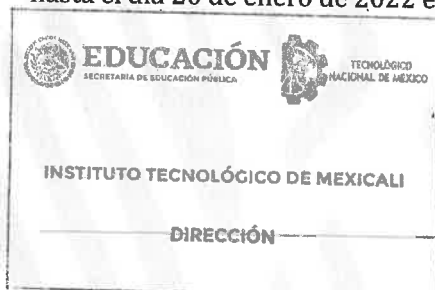 hasta el día 20 de enero de 2022 e
EDUCACIÓN
SECRETARÍA DE EDUCACIÓN PÚBLICA
TECNOLÓGICO
NACIONAL DE MÉXICO
INSTITUTO TECNOLÓGICO DE MEXICALI
DIRECCIÓN